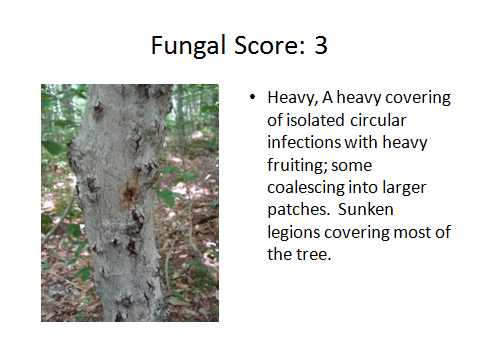 Fungal Score: 3
• Heavy, A heavy covering
of isolated circular
infections with heavy
fruiting; some
coalescing into larger
patches.  Sunken
legions covering most of
the tree.